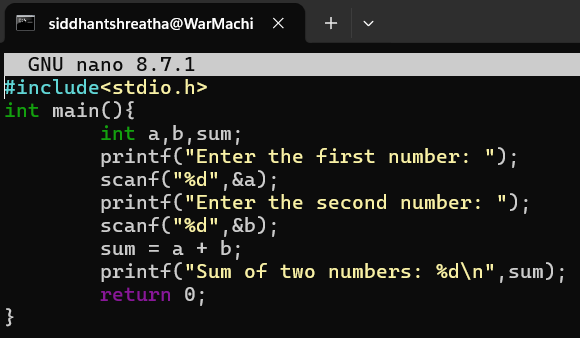 siddhantshreatha@WarMachi
GNU nano 8.7.1
#include<stdio.h>
int main(){
        int a,b,sum;
        printf("Enter the first number: ");
        scanf("%d",&a);
        printf("Enter the second number: ");
        scanf("%d",&b);
        sum = a + b;
        printf("Sum of two numbers: %d\n",sum);
        return 0;
}